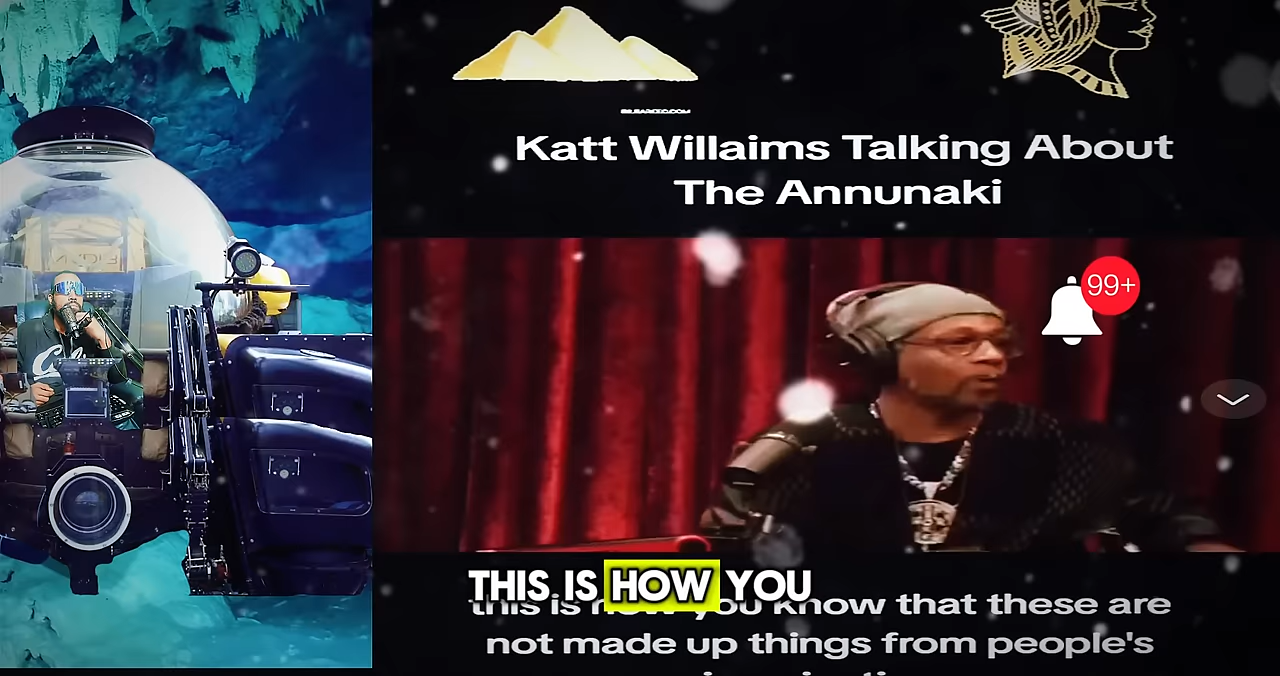 Katt Willaims Talking About
The Annunaki
99+
THIS IS HOW YOU
this is how you know that these are
not made up things from people's